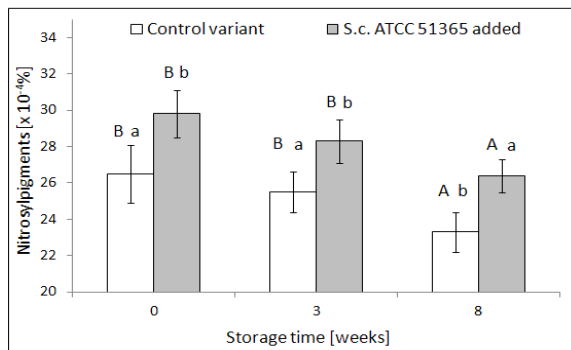 Control variant
S.c. ATCC 51365 added
Nitrosylpigments [x 10⁻⁴%]
34
32
30
28
26
24
22
20
B a
B b
B a
B b
A b
A a
0
3
8
Storage time [weeks]